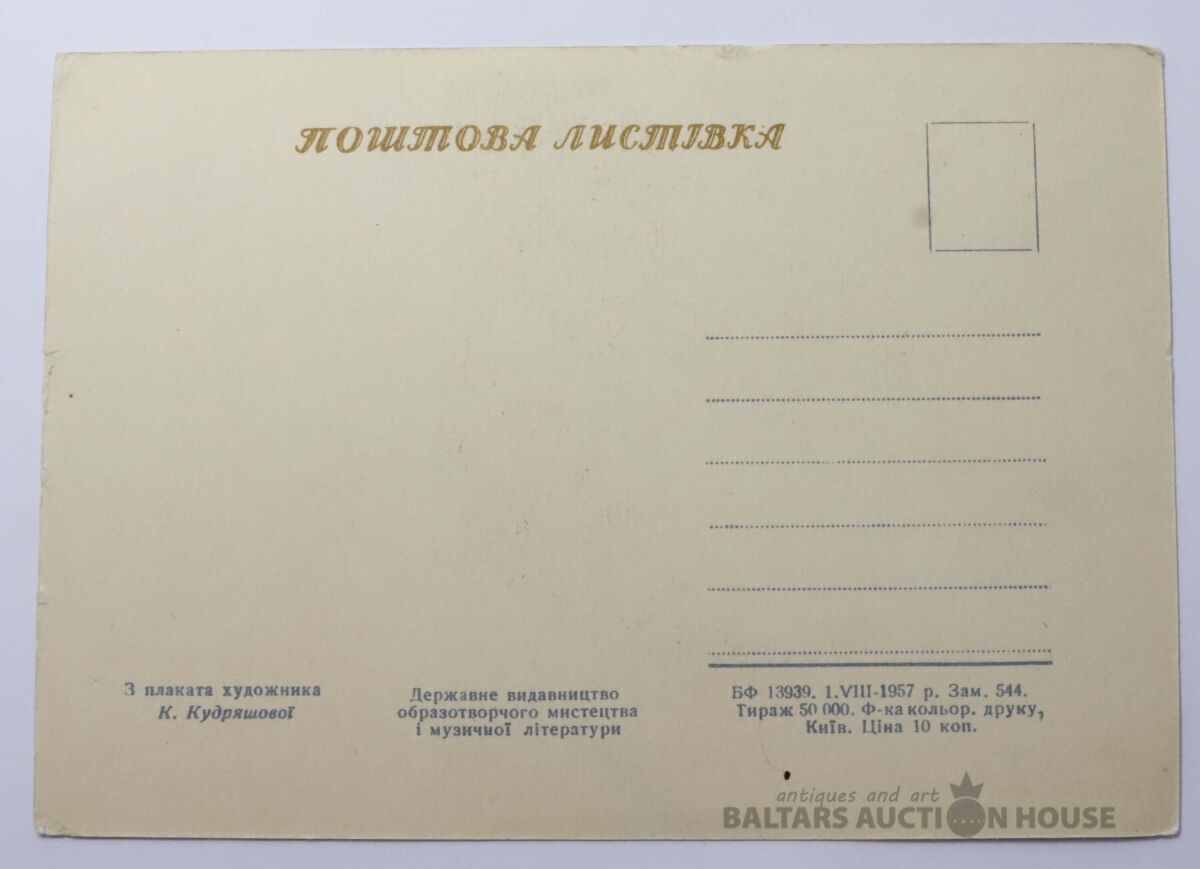 ПОШТОВА ЛИСТІВКА
З плаката художника
К. Кудряшової
Державне видавництво
образотворчого мистецтва
і музичної літератури
БФ 13939. 1.VIII-1957 р. Зам. 544.
Тираж 50 000. Ф-ка кольор. друку,
Київ. Ціна 10 коп.
antiques and art
BALTARS AUCTION HOUSE